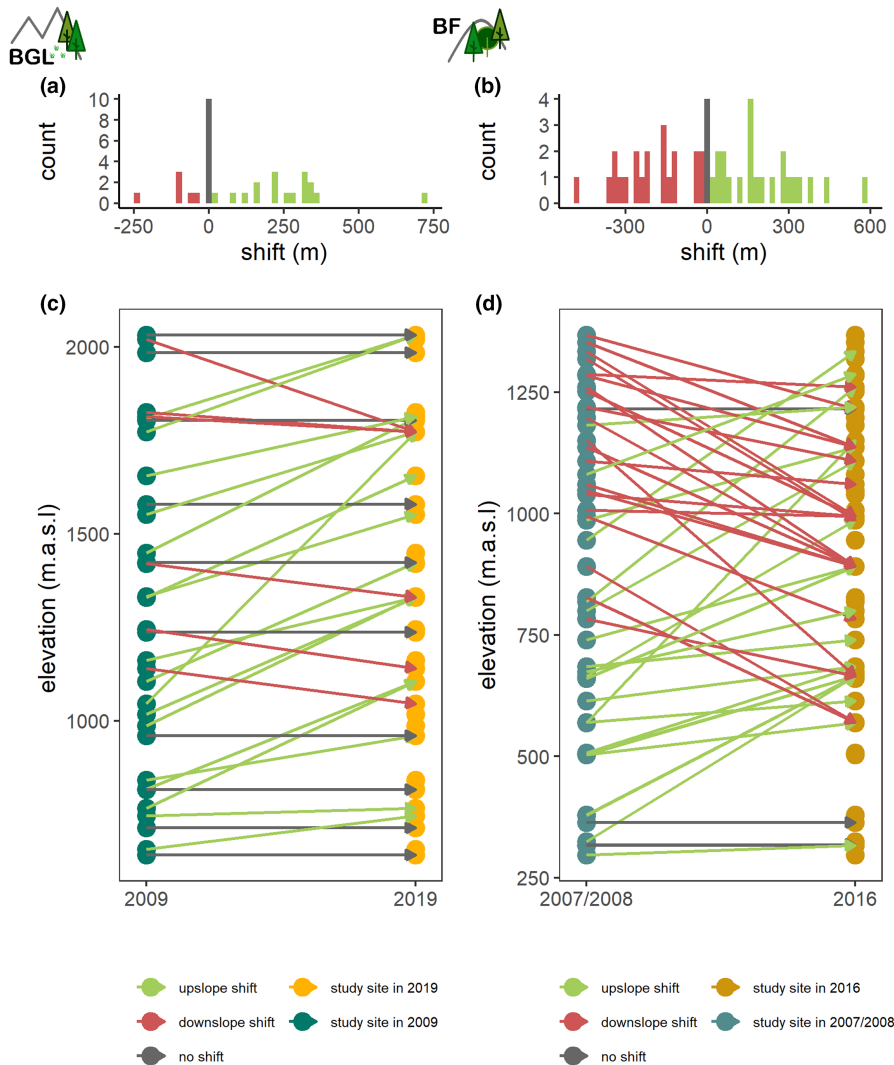 BGL
BF
(a)
10
8
6
4
2
0
count
-250
0
250
500
750
shift (m)
(b)
4
3
2
1
0
count
-300
0
300
600
shift (m)
(c)
2000
1500
1000
elevation (m.a.s.l)
2009
2019
(d)
1250
1000
750
500
250
elevation (m.a.s.l)
2007/2008
2016
upslope shift
study site in 2019
downslope shift
study site in 2009
no shift
upslope shift
study site in 2016
downslope shift
study site in 2007/2008
no shift